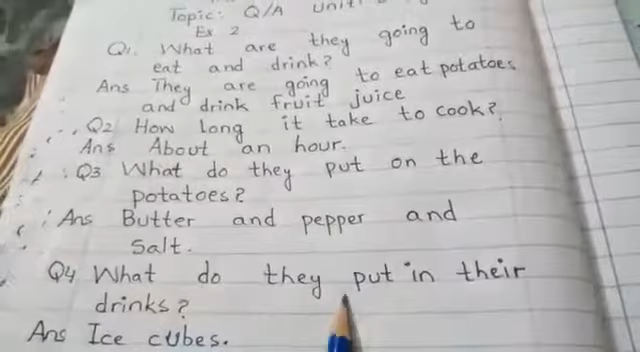 Topic: Q/A Unit:
Ex 2
Q1. What are they going to
eat and drink?
Ans They are going to eat potatoes
and drink fruit juice
Q2 How long it take to cook?
Ans About an hour.
Q3 What do they put on the
potatoes?
Ans Butter and pepper and
Salt.
Q4 What do they put in their
drinks?
Ans Ice cubes.